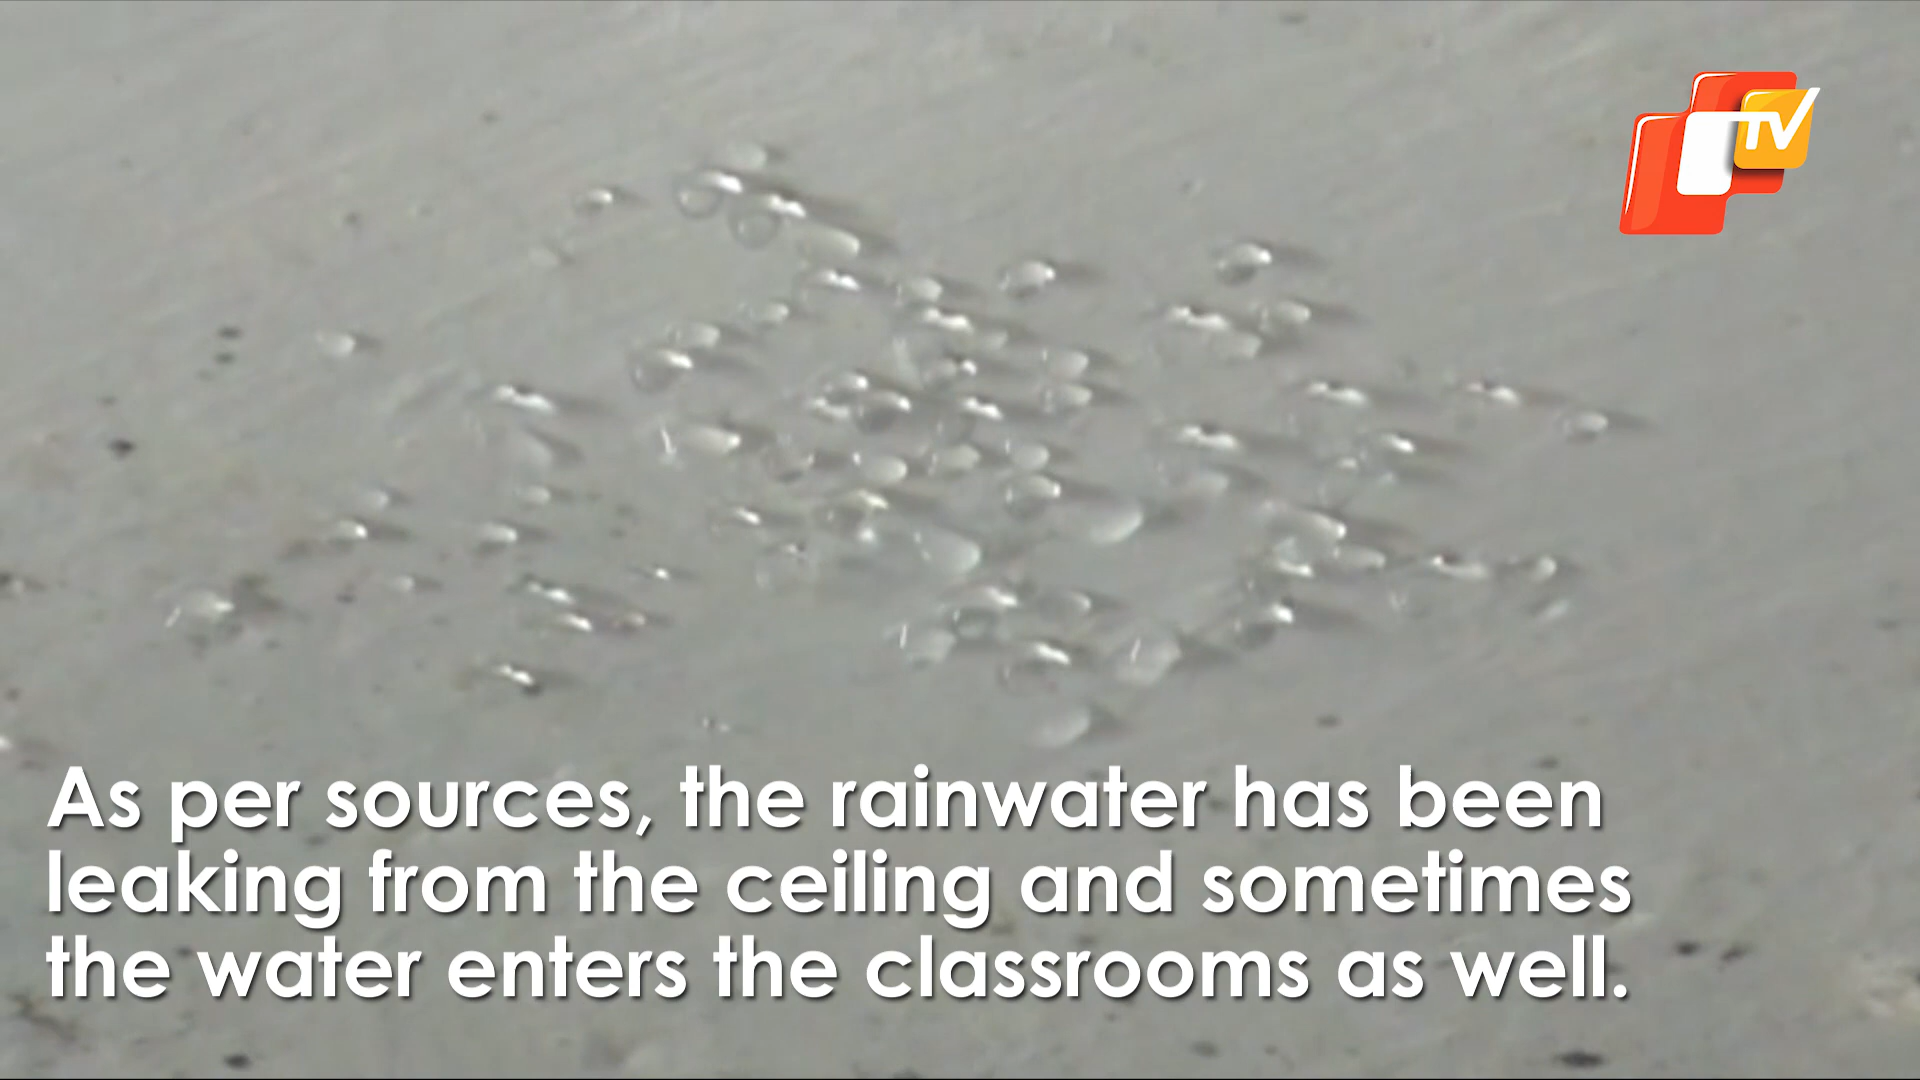 TV
As per sources, the rainwater has been
leaking from the ceiling and sometimes
the water enters the classrooms as well.